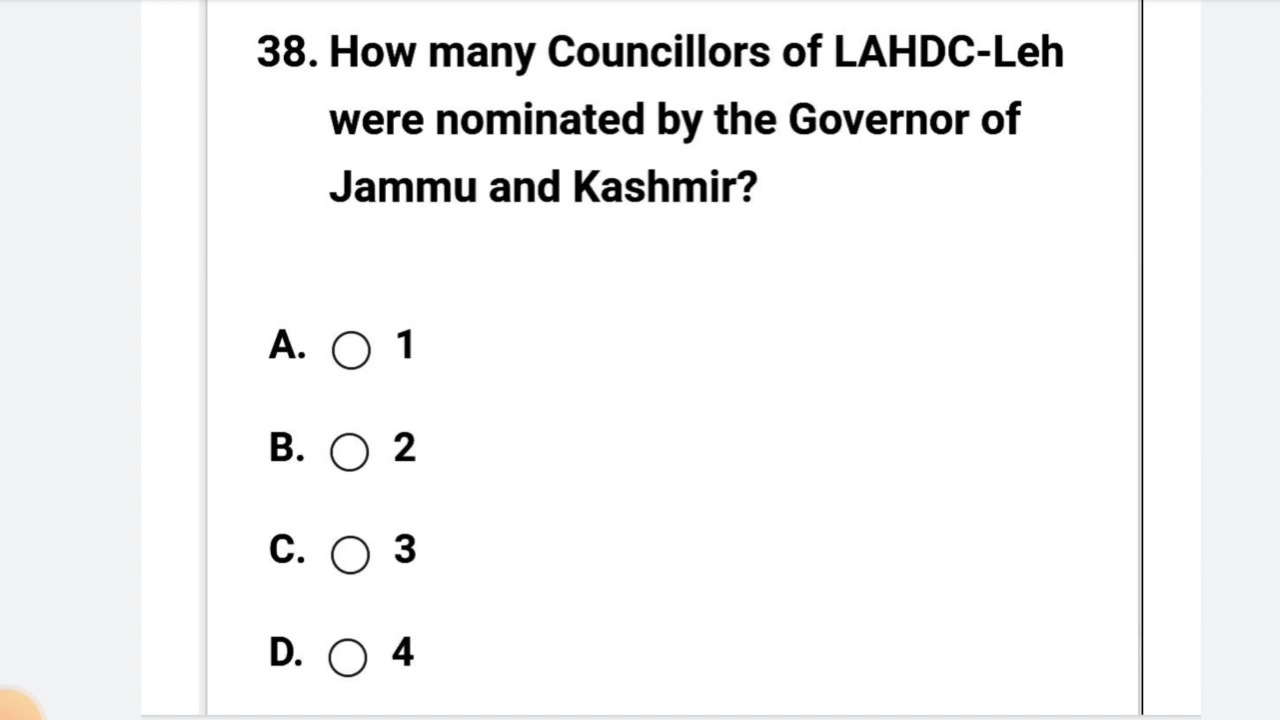 38. How many Councillors of LAHDC-Leh
were nominated by the Governor of
Jammu and Kashmir?
A. 1
B. 2
C. 3
D. 4